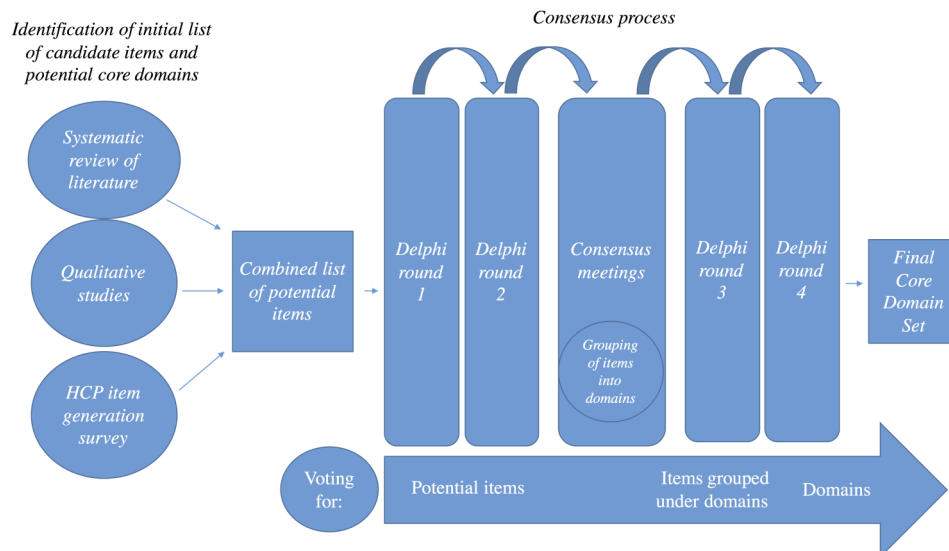 Identification of initial list
of candidate items and
potential core domains
Consensus process
Systematic
review of
literature
Qualitative
studies
HCP item
generation
survey
Combined list
of potential
items
Delphi
round
1
Delphi
round
2
Consensus
meetings
Grouping
of items
into
domains
Delphi
round
3
Delphi
round
4
Final
Core
Domain
Set
Voting
for:
Potential items
Items grouped
under domains
Domains